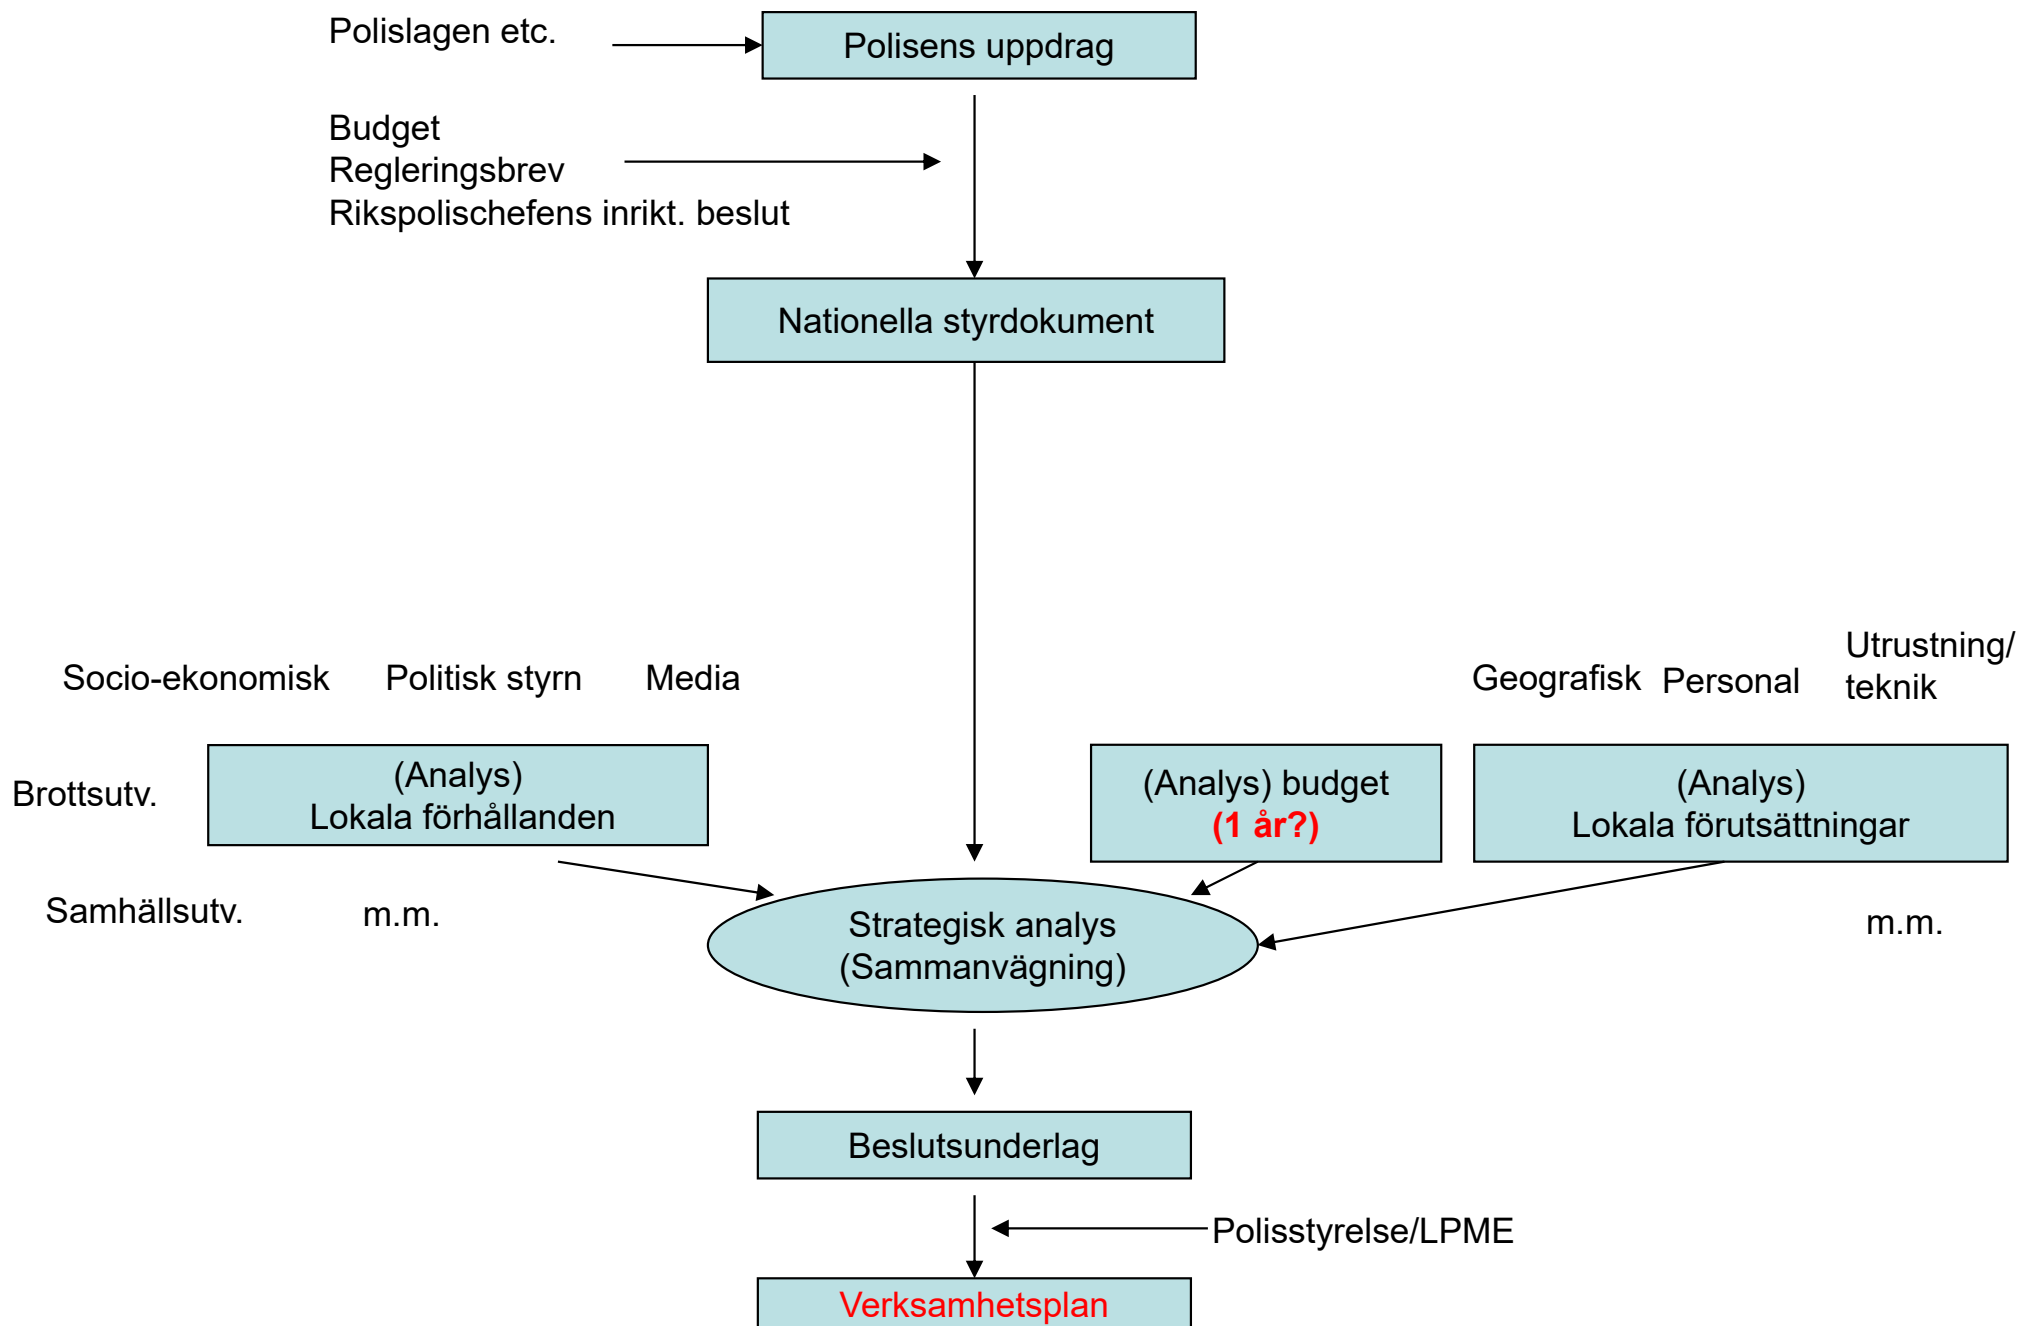 Polislagen etc.
Polisens uppdrag
Budget
Regleringsbrev
Rikspolischefens inrikt. beslut
Nationella styrdokument
Socio-ekonomisk
Politisk styrn
Media
Geografisk
Personal
Utrustning/
teknik
Brottsutv.
(Analys)
Lokala förhållanden
(Analys) budget
(1 år?)
(Analys)
Lokala förutsättningar
Samhällsutv.
m.m.
Strategisk analys
(Sammanvägning)
m.m.
Beslutsunderlag
Polisstyrelse/LPME
Verksamhetsplan